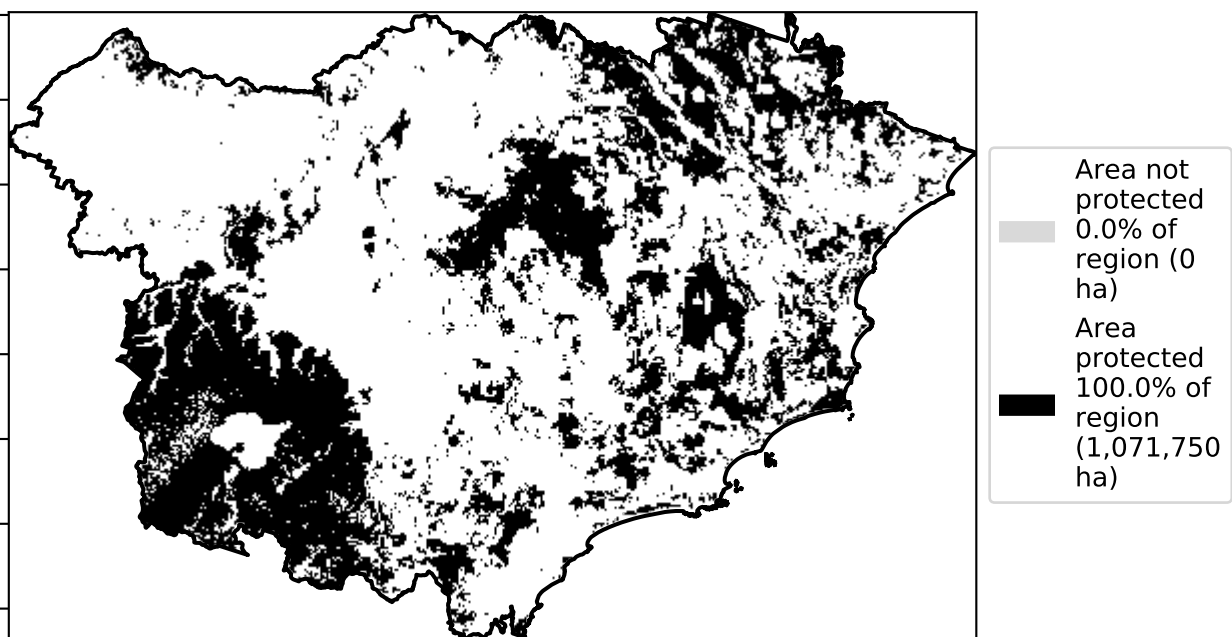 Area not
protected
0.0% of
region (0
ha)
Area
protected
100.0% of
region
(1,071,750
ha)